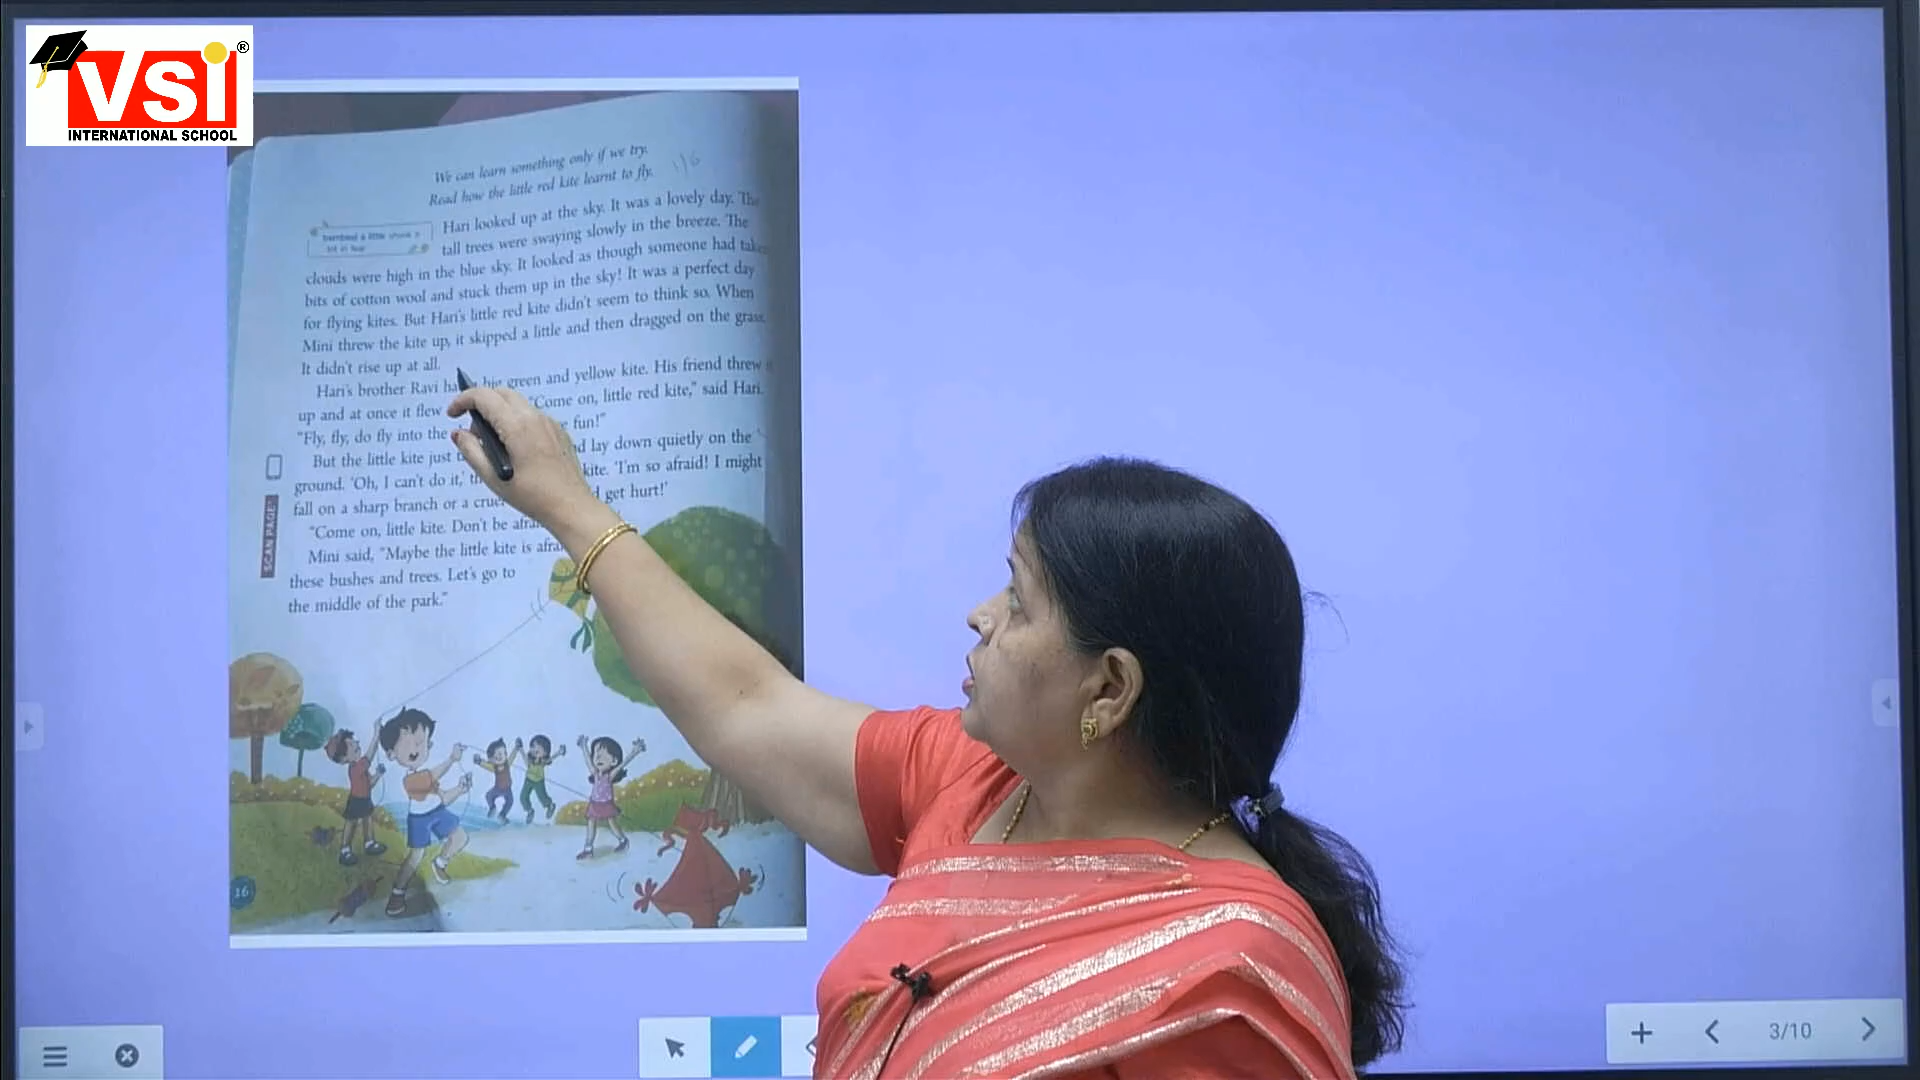 VSI ®
INTERNATIONAL SCHOOL
We can learn something only if we try.
Read how the little red kite learnt to fly.
1/6
Hari looked up at the sky. It was a lovely day. The
tall trees were swaying slowly in the breeze. The
clouds were high in the blue sky. It looked as though someone had take
bits of cotton wool and stuck them up in the sky! It was a perfect day
for flying kites. But Hari's little red kite didn't seem to think so. When
Mini threw the kite up, it skipped a little and then dragged on the grass.
It didn't rise up at all.
Hari's brother Ravi ha big green and yellow kite. His friend threw
up and at once it flew "Come on, little red kite," said Hari.
"Fly, fly, do fly into the fun!"
But the little kite just lay down quietly on the
ground. 'Oh, I can't do it,' kite. 'I'm so afraid! I might
fall on a sharp branch or a get hurt!'
"Come on, little kite. Don't be
Mini said, "Maybe the little kite is
these bushes and trees. Let's go to
the middle of the park."
SCAN PAGE
16
3/10